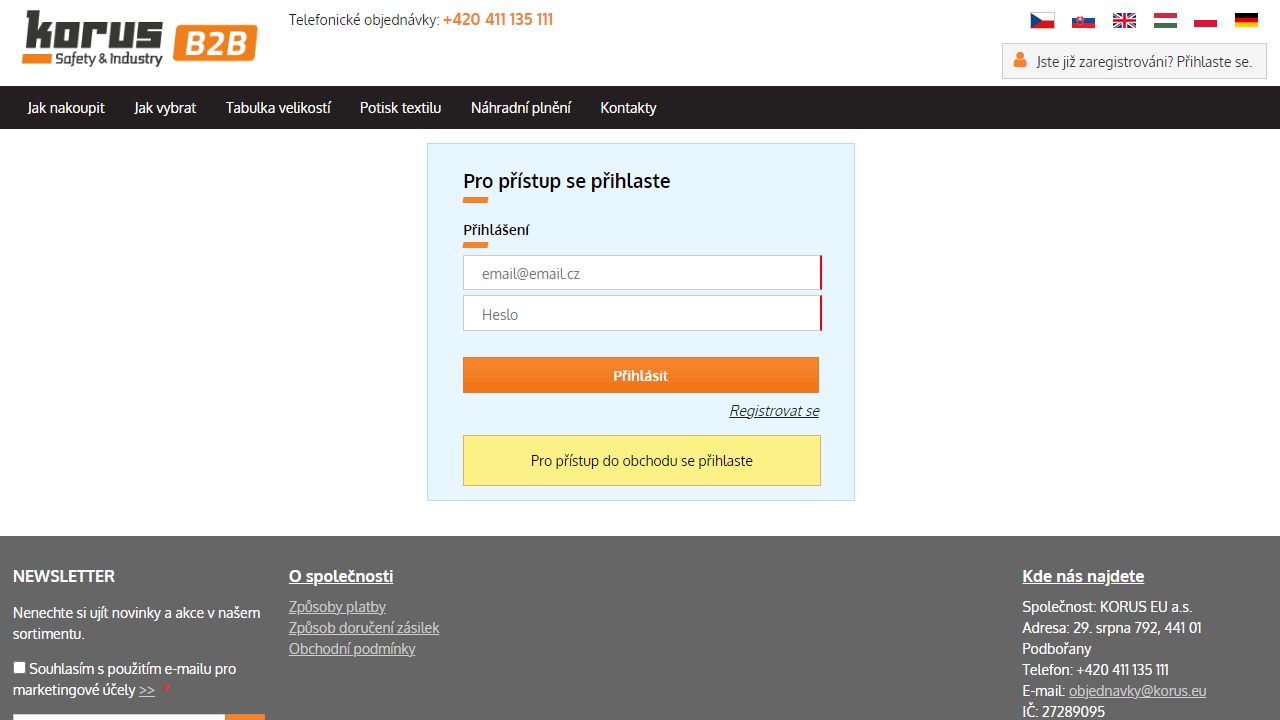 korus
Safety & Industry
B2B
Telefonické objednávky: +420 411 135 111
Jste již zaregistrováni? Přihlaste se.
Jak nakoupit
Jak vybrat
Tabulka velikostí
Potisk textilu
Náhradní plnění
Kontakty
Pro přístup se přihlaste
Přihlášení
email@email.cz
Heslo
Přihlásit
Registrovat se
Pro přístup do obchodu se přihlaste
NEWSLETTER
Nenechte si ujít novinky a akce v našem
sortimentu.
Souhlasím s použitím e-mailu pro
marketingové účely >> *
O společnosti
Způsoby platby
Způsob doručení zásilek
Obchodní podmínky
Kde nás najdete
Společnost: KORUS EU a.s.
Adresa: 29. srpna 792, 441 01
Podbořany
Telefon: +420 411 135 111
E-mail: objednavky@korus.eu
IČ: 27289095